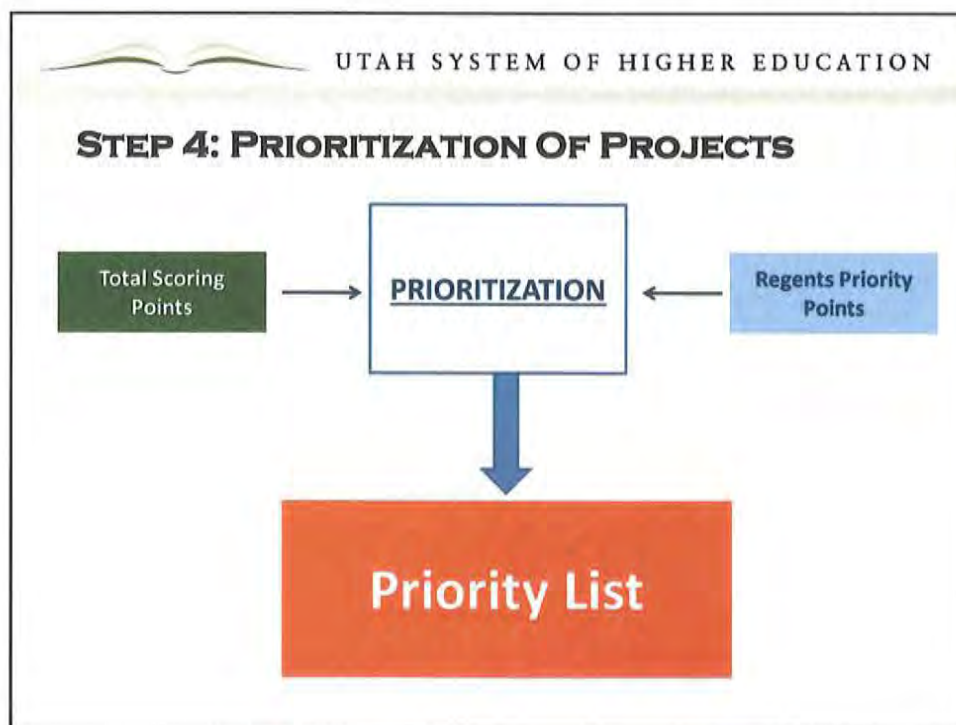 UTAH SYSTEM OF HIGHER EDUCATION
STEP 4: PRIORITIZATION OF PROJECTS
Total Scoring
Points
PRIORITIZATION
Regents Priority
Points
Priority List